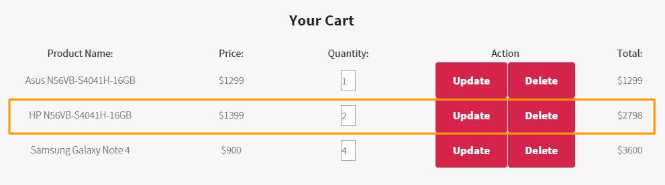 Your Cart
Product Name: Price: Quantity: Action Total:
Asus N56VB-S4041H-16GB $1299 1 Update Delete $1299
HP N56VB-S4041H-16GB $1399 2 Update Delete $2798
Samsung Galaxy Note 4 $900 4 Update Delete $3600